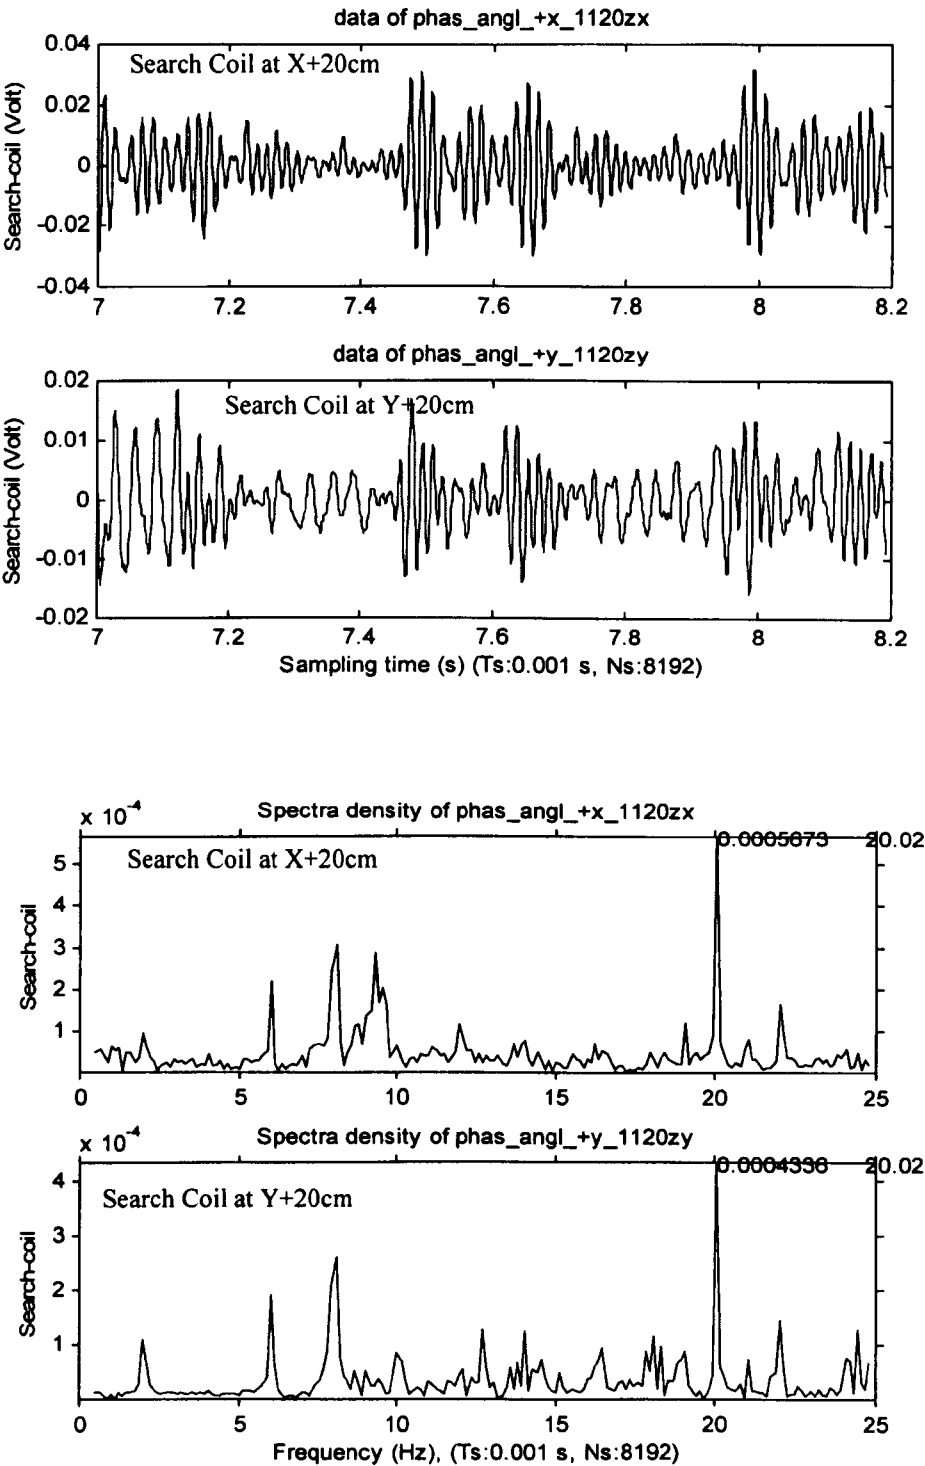 data of phas_angl_+x_1120zx
Search Coil at X+20cm
Search-coil (Volt)
0.04
0.02
0
-0.02
-0.04
7 7.2 7.4 7.6 7.8 8 8.2
data of phas_angl_+y_1120zy
Search Coil at Y+20cm
Search-coil (Volt)
0.02
0.01
0
-0.01
-0.02
7 7.2 7.4 7.6 7.8 8 8.2
Sampling time (s) (Ts:0.001 s, Ns:8192)
x 10-4
Spectra density of phas_angl_+x_1120zx
0.0005673 20.02
Search Coil at X+20cm
Search-coil
5
4
3
2
1
0 5 10 15 20 25
x 10-4
Spectra density of phas_angl_+y_1120zy
0.0004336 20.02
Search Coil at Y+20cm
Search-coil
4
3
2
1
0 5 10 15 20 25
Frequency (Hz), (Ts:0.001 s, Ns:8192)